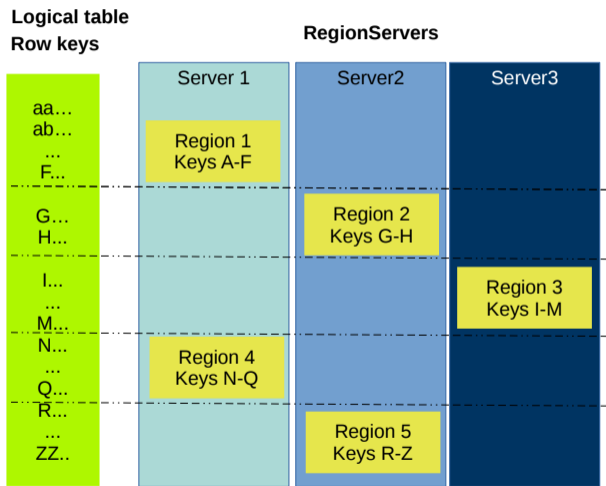 Logical table
Row keys
RegionServers
Server 1
Server2
Server3
aa...
ab...
...
F...
Region 1
Keys A-F
G...
H...
Region 2
Keys G-H
I...
...
M...
Region 3
Keys I-M
N...
...
Q...
Region 4
Keys N-Q
R...
...
ZZ..
Region 5
Keys R-Z